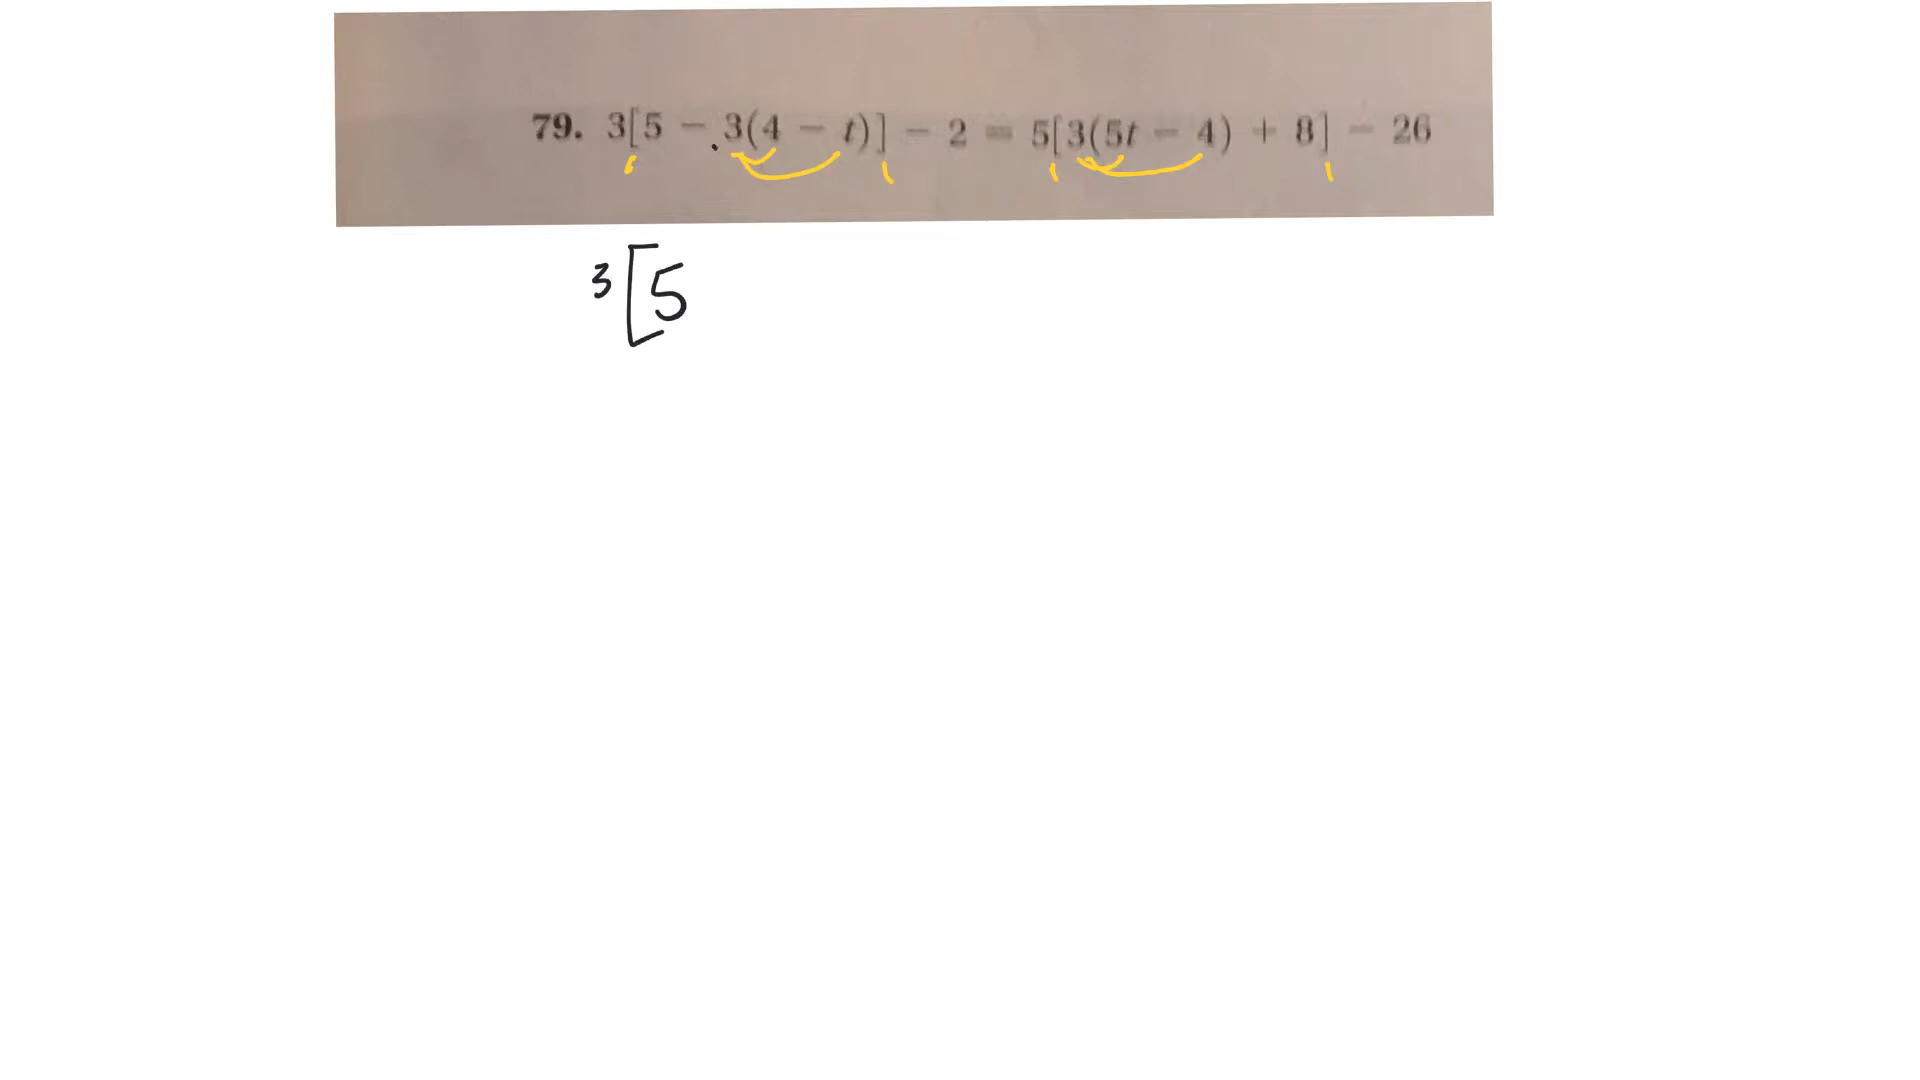 79. 3[5 − 3(4 − t)] − 2 = 5[3(5t − 4) + 8] − 26
3[5